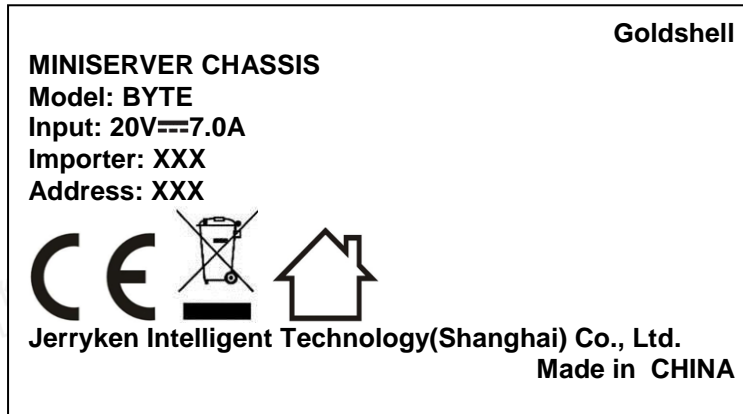 Goldshell
MINISERVER CHASSIS
Model: BYTE
Input: 20V⎓7.0A
Importer: XXX
Address: XXX
CE
Jerryken Intelligent Technology(Shanghai) Co., Ltd.
Made in CHINA